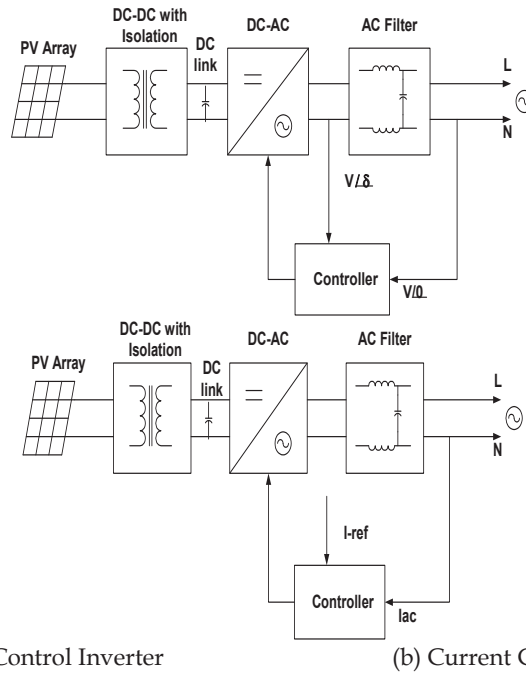 DC-DC with
Isolation
DC-AC
AC Filter
PV Array
DC
link
L
N
V/δ
Controller
V/0
DC-DC with
Isolation
DC-AC
AC Filter
PV Array
DC
link
L
N
I-ref
Controller
Iac
Control Inverter
(b) Current C